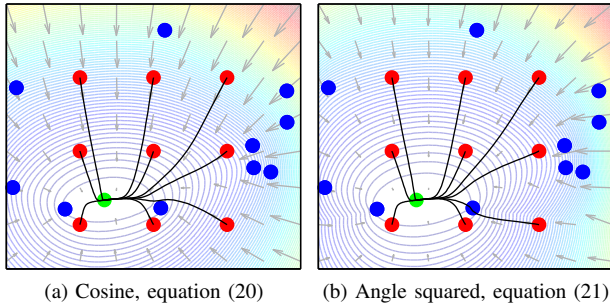 (a) Cosine, equation (20)
(b) Angle squared, equation (21)